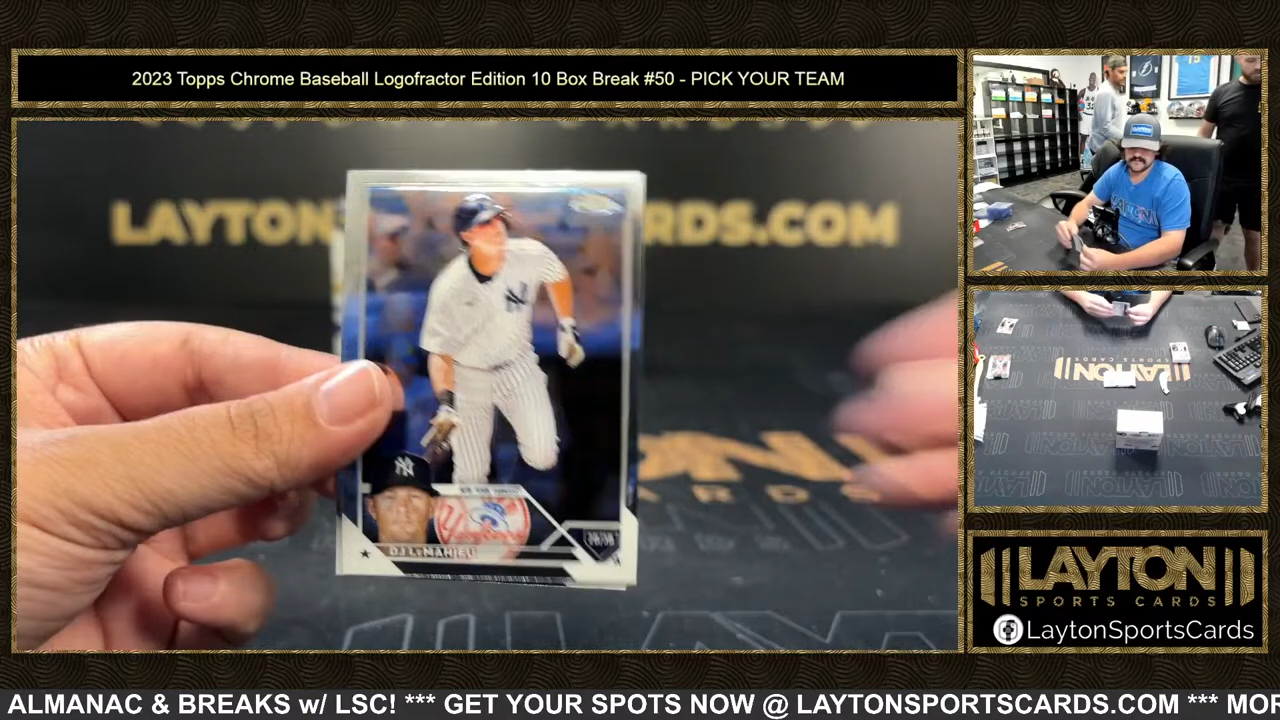 2023 Topps Chrome Baseball Logofractor Edition 10 Box Break #50 - PICK YOUR TEAM
LAYTON
CARDS.COM
DJ LeMAHIEU
LAYTON
SPORTS CARDS
LaytonSportsCards
ALMANAC & BREAKS w/ LSC! *** GET YOUR SPOTS NOW @ LAYTONSPORTSCARDS.COM *** MOR